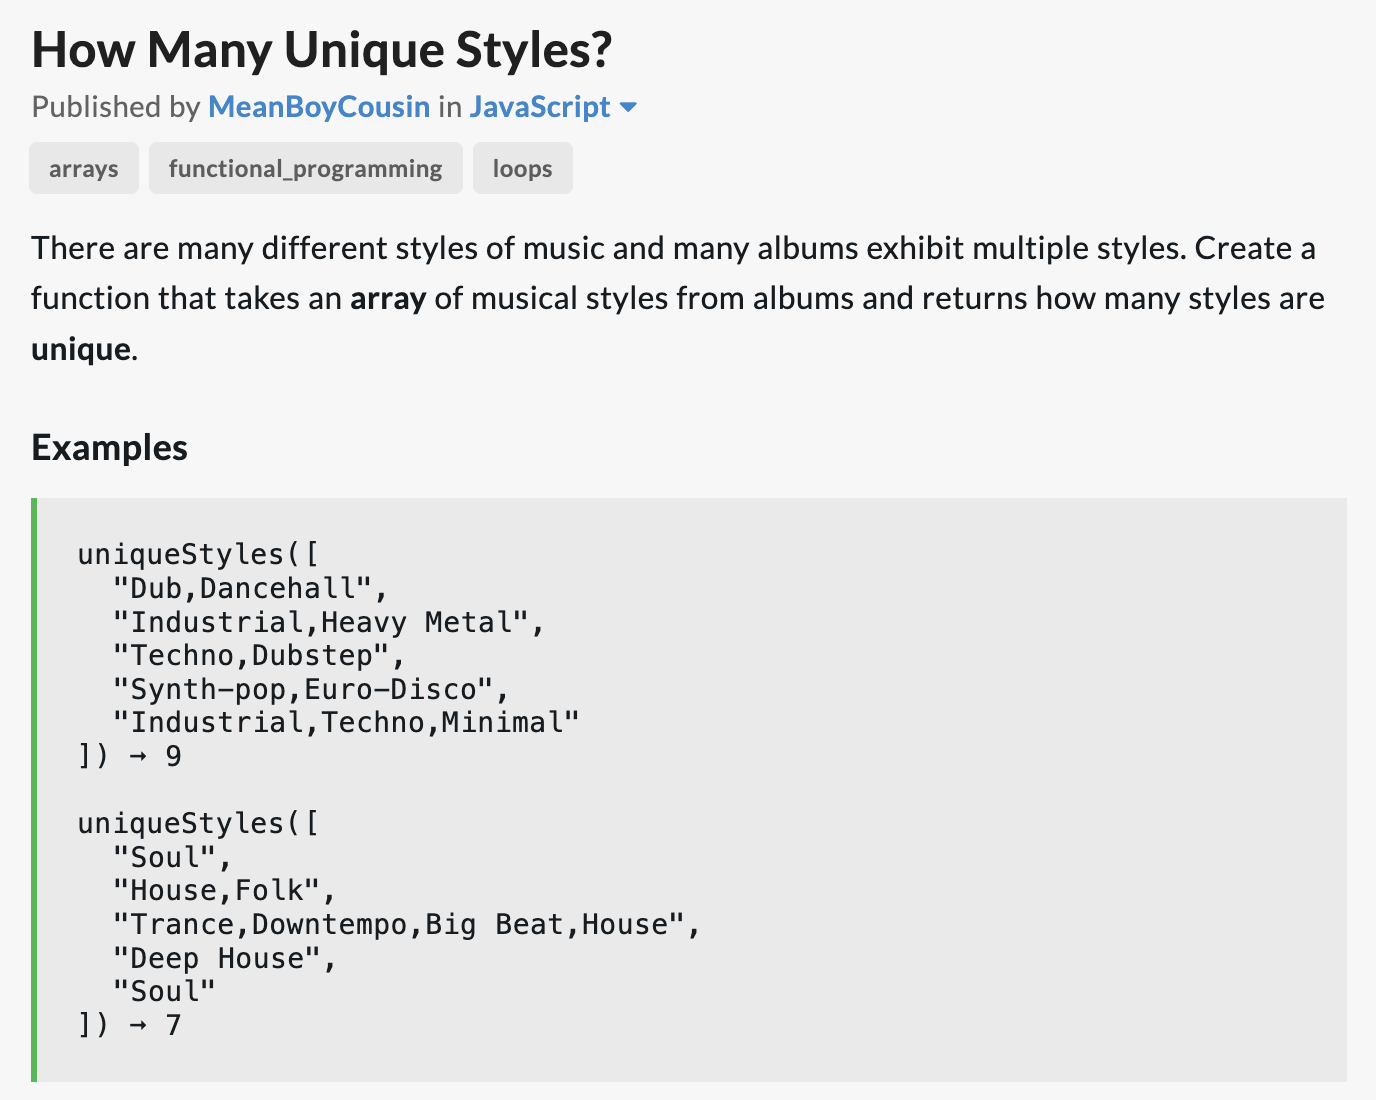 How Many Unique Styles?
Published by MeanBoyCousin in JavaScript
arrays functional_programming loops
There are many different styles of music and many albums exhibit multiple styles. Create a
function that takes an array of musical styles from albums and returns how many styles are
unique.
Examples
uniqueStyles([
  "Dub,Dancehall",
  "Industrial,Heavy Metal",
  "Techno,Dubstep",
  "Synth-pop,Euro-Disco",
  "Industrial,Techno,Minimal"
]) → 9
uniqueStyles([
  "Soul",
  "House,Folk",
  "Trance,Downtempo,Big Beat,House",
  "Deep House",
  "Soul"
]) → 7